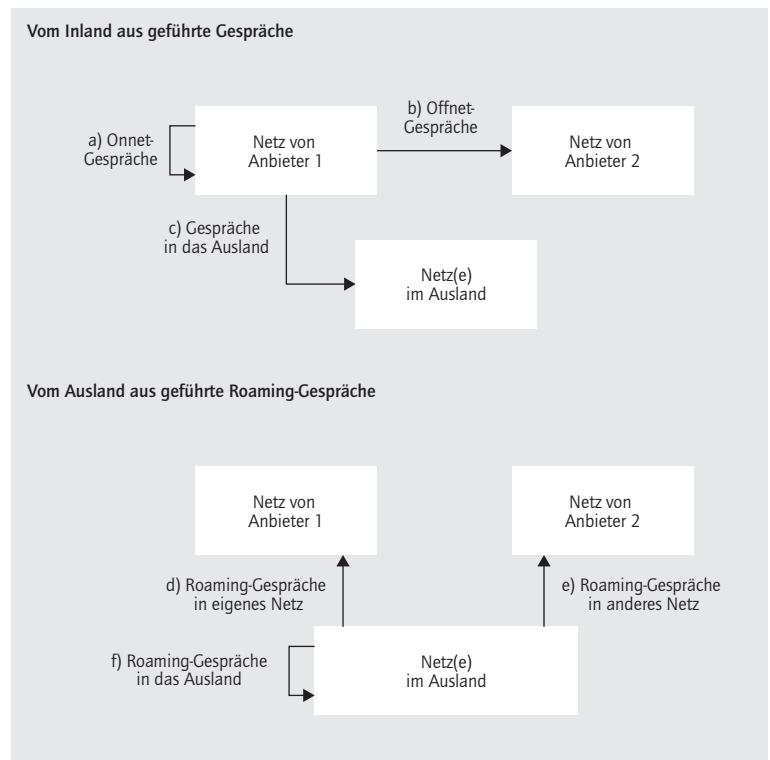 Vom Inland aus geführte Gespräche
b) Offnet-
Gespräche
a) Onnet-
Gespräche
Netz von
Anbieter 1
Netz von
Anbieter 2
c) Gespräche
in das Ausland
Netz(e)
im Ausland
Vom Ausland aus geführte Roaming-Gespräche
Netz von
Anbieter 1
Netz von
Anbieter 2
d) Roaming-Gespräche
in eigenes Netz
e) Roaming-Gespräche
in anderes Netz
f) Roaming-Gespräche
in das Ausland
Netz(e)
im Ausland